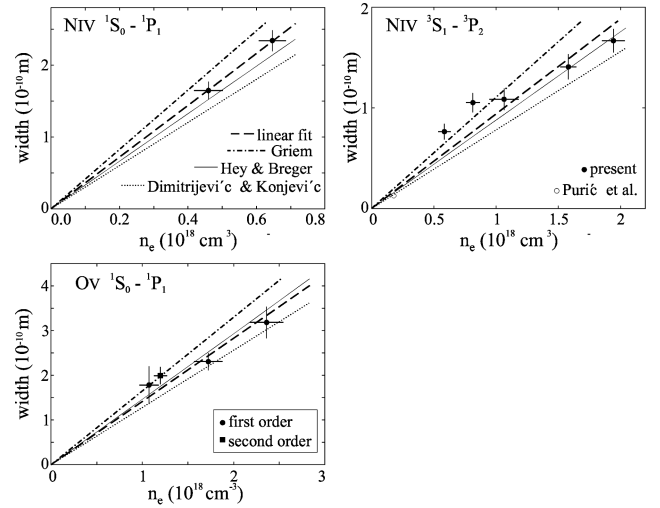 NIV ¹S₀ - ¹P₁
width (10⁻¹⁰ m)
2
1
0
linear fit
Griem
Hey & Breger
Dimitrijevi´c & Konjevi´c
0.0 0.2 0.4 0.6 0.8
nₑ (10¹⁸ cm³)
NIV ³S₁ - ³P₂
width (10⁻¹⁰ m)
2
1
0
present
Puri´c et al.
0 0.5 1 1.5 2
nₑ (10¹⁸ cm³)
OV ¹S₀ - ¹P₁
width (10⁻¹⁰ m)
4
3
2
1
0
first order
second order
0 1 2 3
nₑ (10¹⁸ cm⁻³)